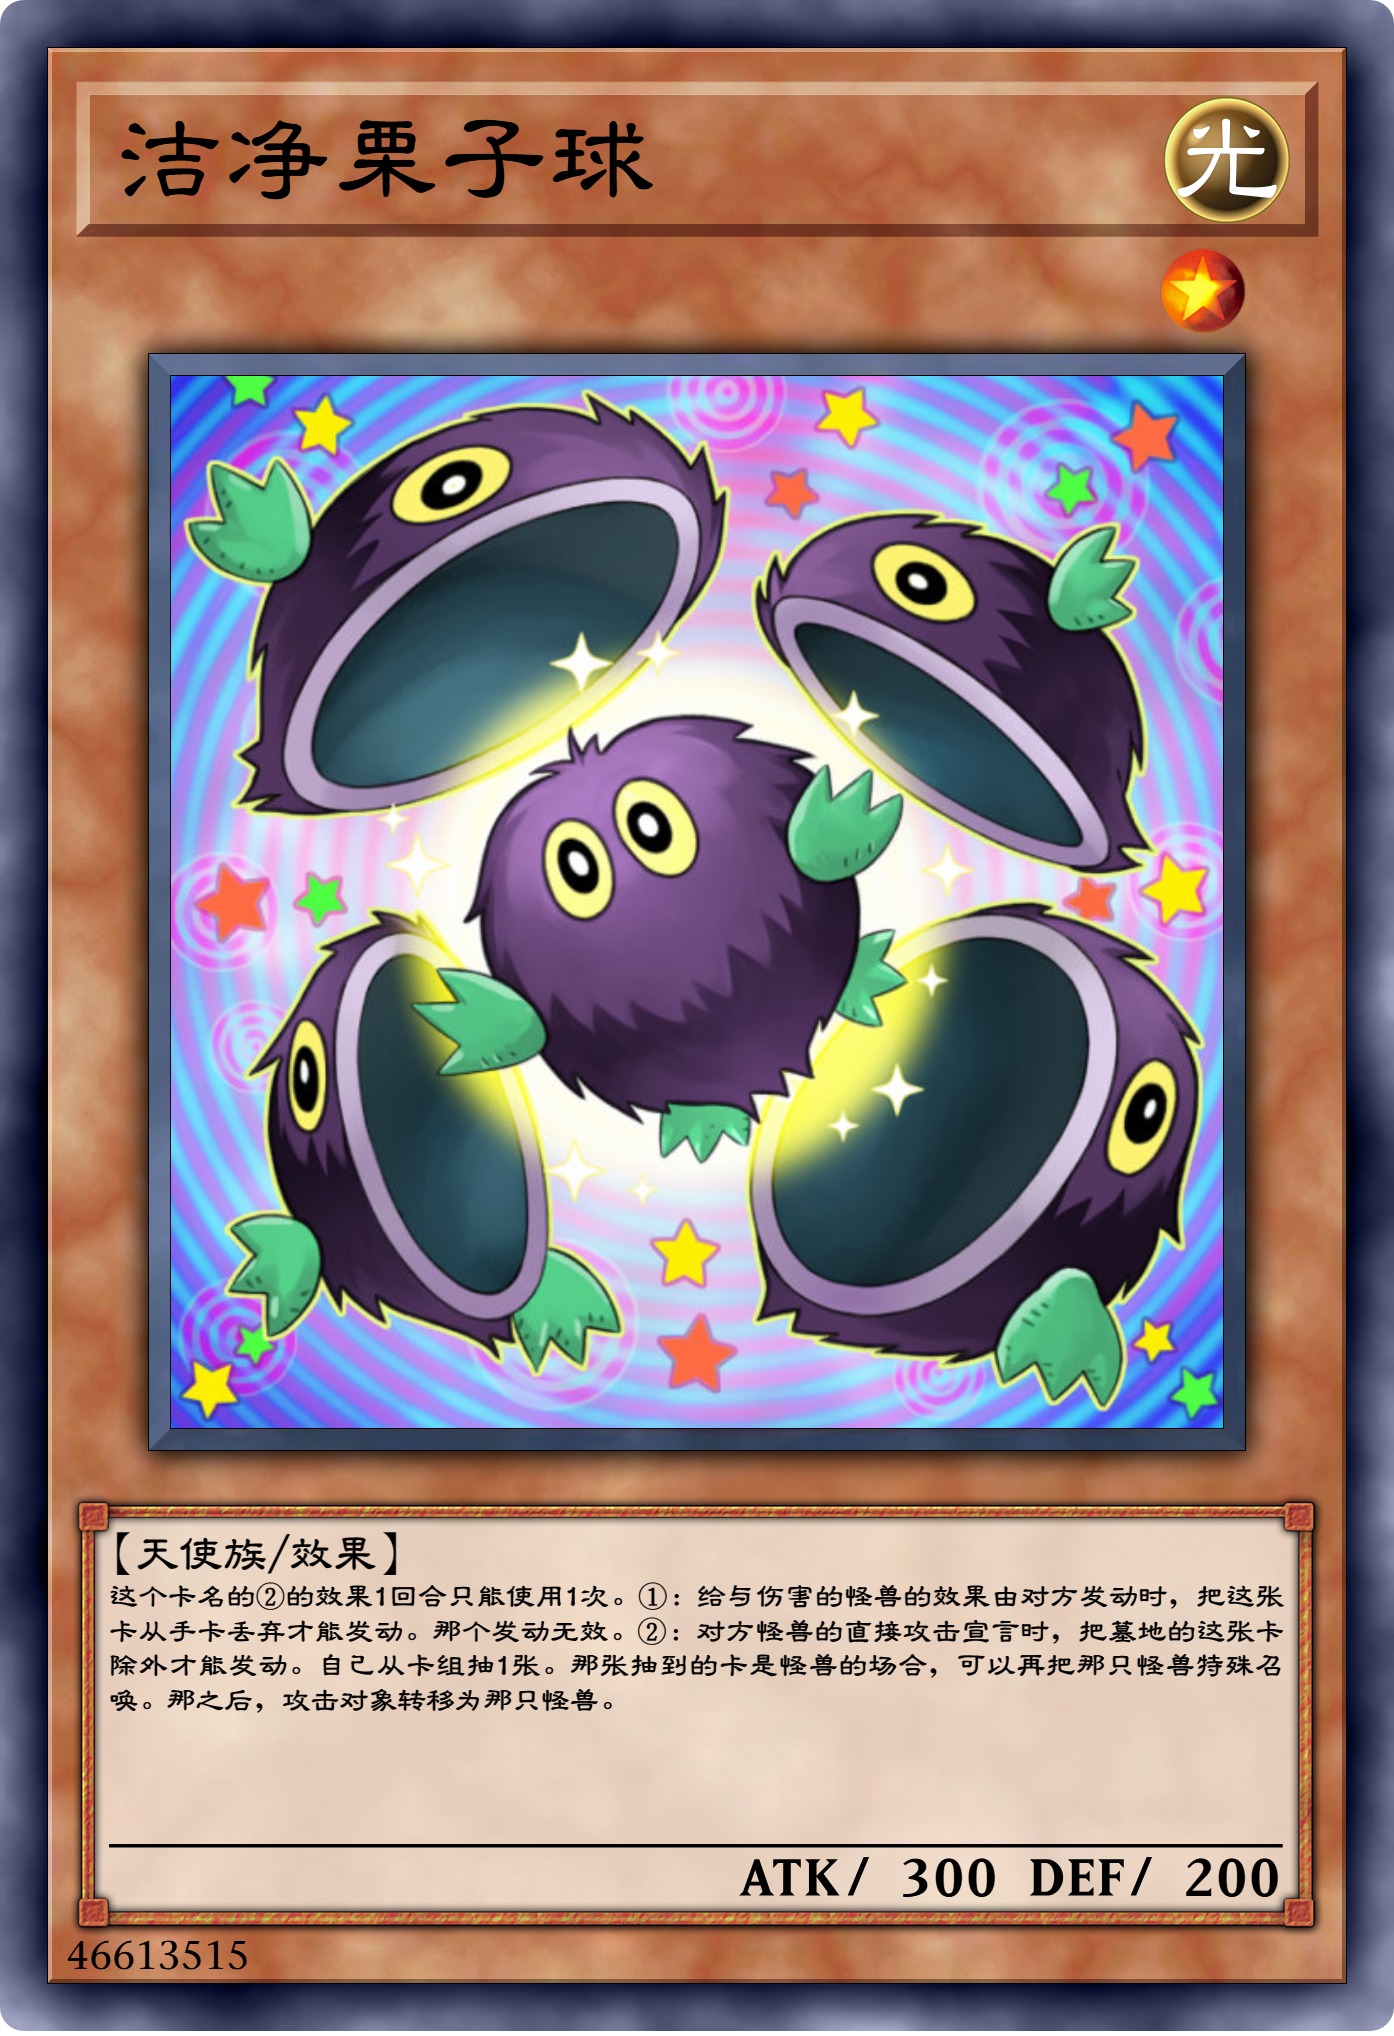 洁净栗子球
光
【天使族/效果】
这个卡名的②的效果1回合只能使用1次。①：给与伤害的怪兽的效果由对方发动时，把这张
卡从手卡丢弃才能发动。那个发动无效。②：对方怪兽的直接攻击宣言时，把墓地的这张卡
除外才能发动。自己从卡组抽1张。那张抽到的卡是怪兽的场合，可以再把那只怪兽特殊召
唤。那之后，攻击对象转移为那只怪兽。
ATK/ 300 DEF/ 200
46613515